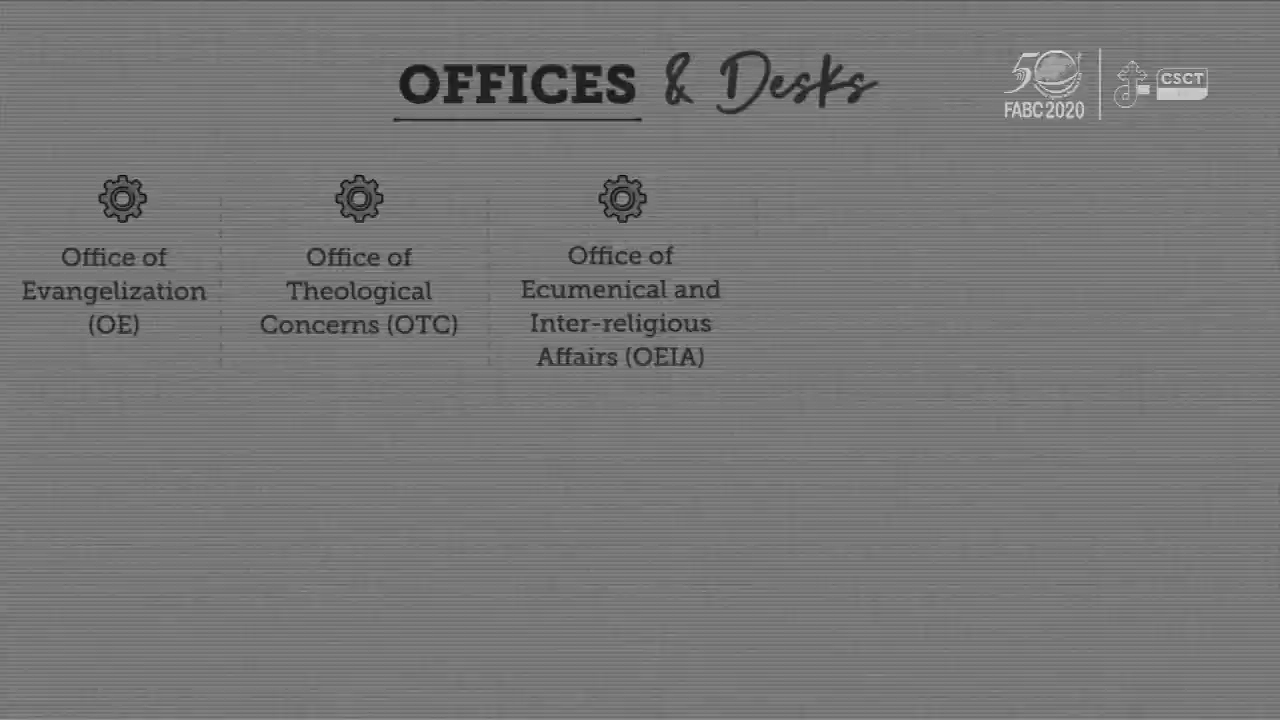 OFFICES & Desks
50
FABC 2020
CSCT
Office of
Evangelization
(OE)
Office of
Theological
Concerns (OTC)
Office of
Ecumenical and
Inter-religious
Affairs (OEIA)